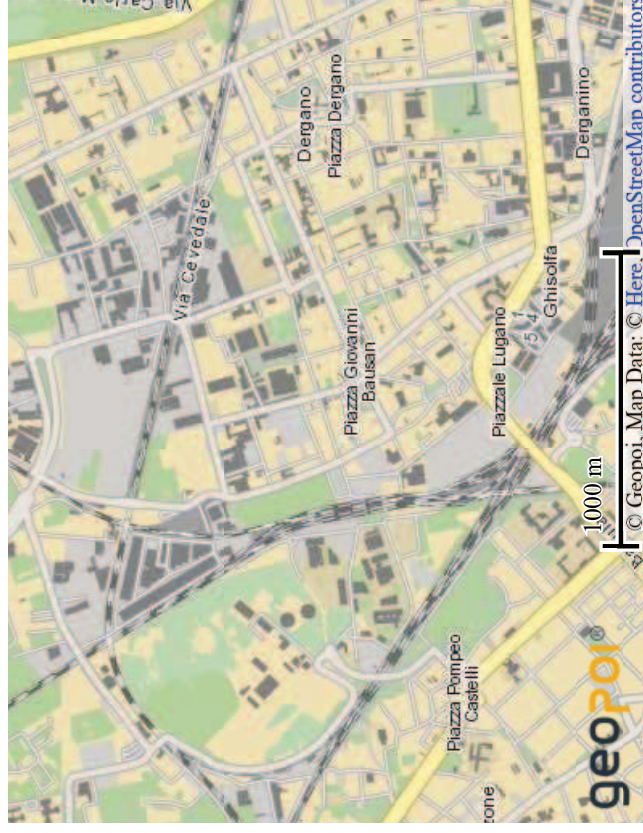 Via Cevedale
Dergano
Piazza Dergano
Piazza Giovanni
Bausan
Piazza Pompeo
Castelli
zone
Piazzale Lugano
Ghisolfa
Derganino
1000 m
geopoi®
© Geopoi, Map Data: © Here, OpenStreetMap contributors